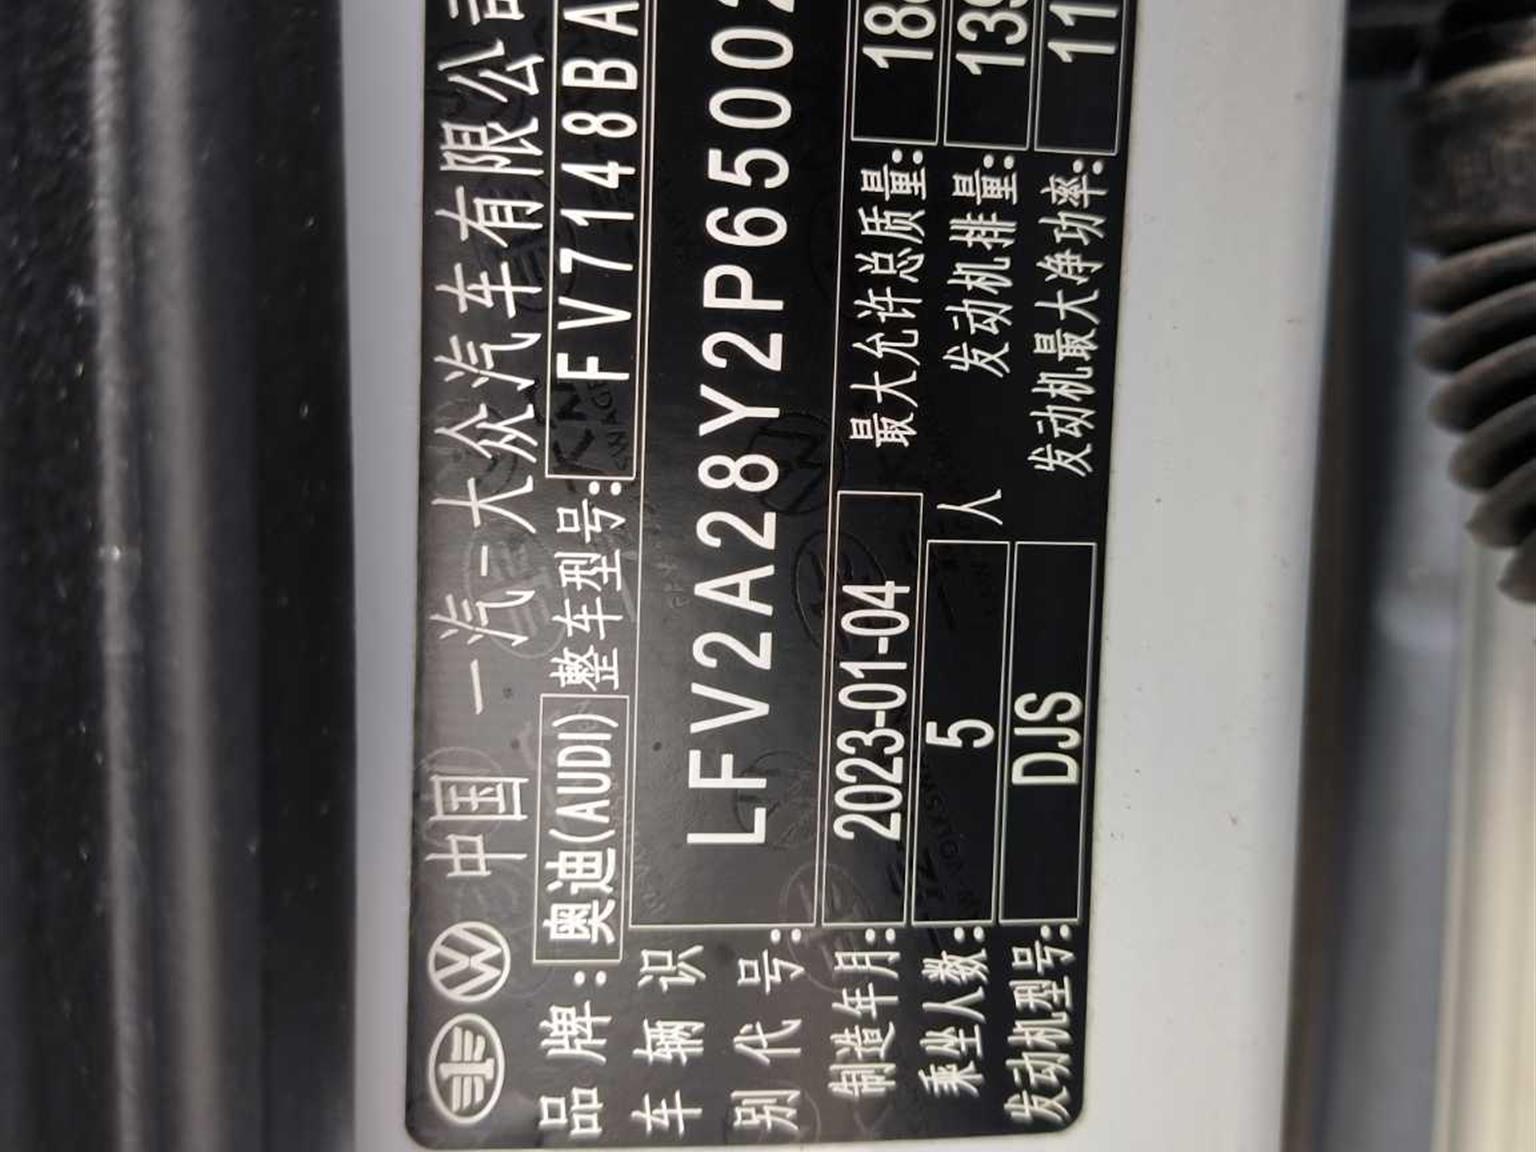 中国 一汽-大众汽车有限公司
品牌: 奥迪(AUDI) 整车型号: FV7148BA
车辆识别代号: LFV2A28Y2P6500
制造年月: 2023-01-04 最大允许总质量: 18
乘坐人数: 5 人 发动机排量: 139
发动机型号: DJS 发动机最大净功率: 11